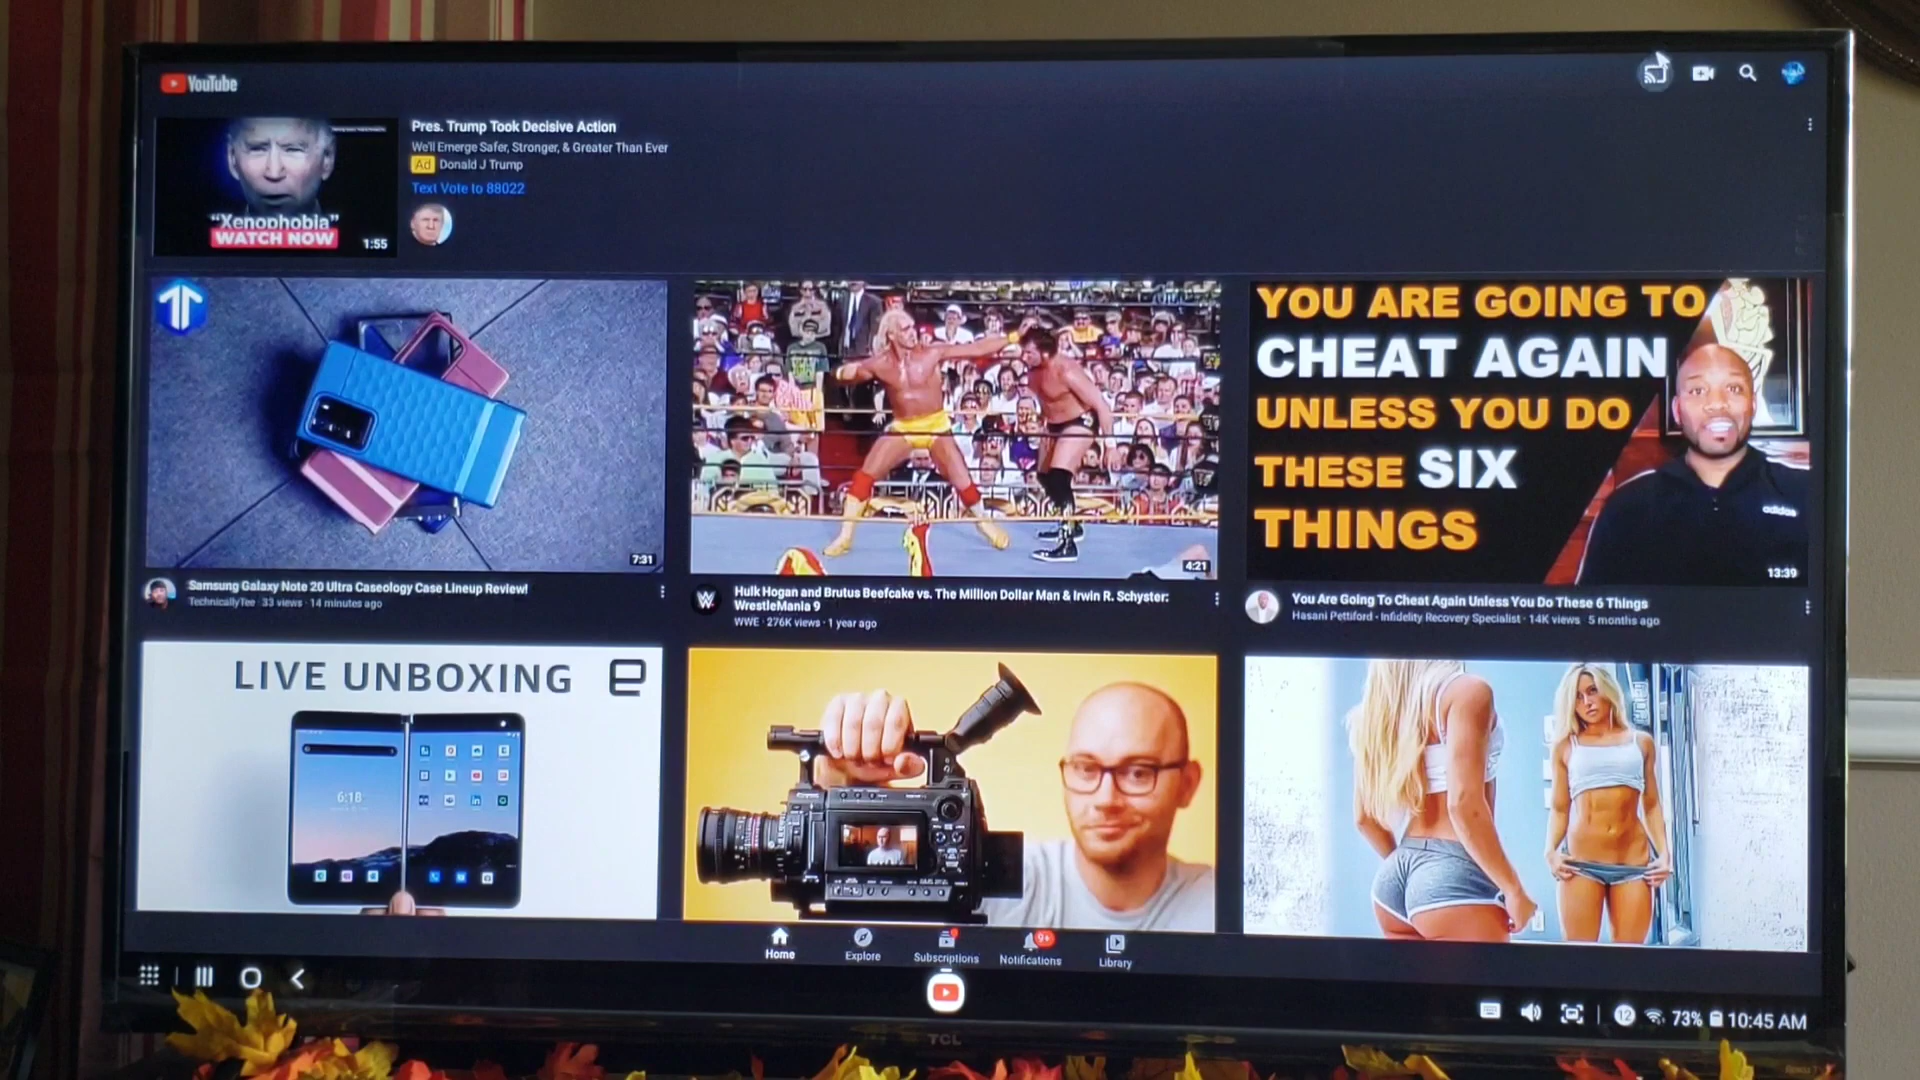 YouTube
Pres. Trump Took Decisive Action
We'll Emerge Safer, Stronger, & Greater Than Ever
Ad Donald J Trump
Text Vote to 88022
"Xenophobia"
WATCH NOW
1:55
7:31
Samsung Galaxy Note 20 Ultra Caseology Case Lineup Review!
TechnicallyTee · 33 views · 14 minutes ago
4:21
W
Hulk Hogan and Brutus Beefcake vs. The Million Dollar Man & Irwin R. Schyster:
WrestleMania 9
WWE · 276K views · 1 year ago
YOU ARE GOING TO
CHEAT AGAIN
UNLESS YOU DO
THESE SIX
THINGS
adidas
13:39
You Are Going To Cheat Again Unless You Do These 6 Things
Hasani Pettiford - Infidelity Recovery Specialist · 14K views · 5 months ago
LIVE UNBOXING e
6:18
Home
Explore
Subscriptions
9+
Notifications
Library
12 73% 10:45 AM
TCL